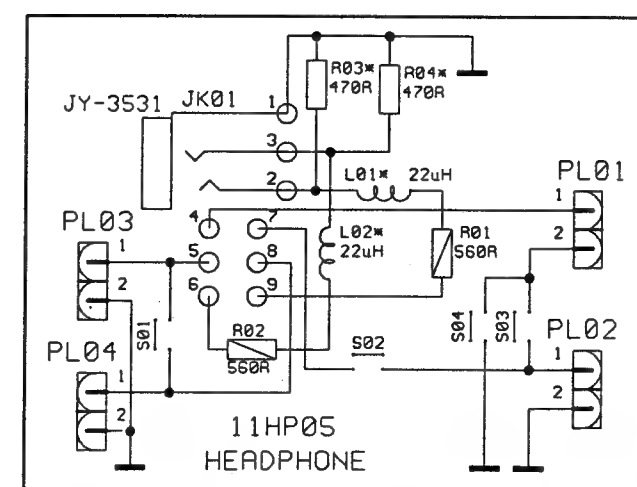 JY-3531 JK01
1
3
2
R03* 470R
R04* 470R
L01* 22uH
L02* 22uH
R01 560R
R02 560R
4 7
5 8
6 9
PL01
1
2
PL03
1
2
S01
PL04
1
2
S02
S04 S03
PL02
1
2
11HP05
HEADPHONE